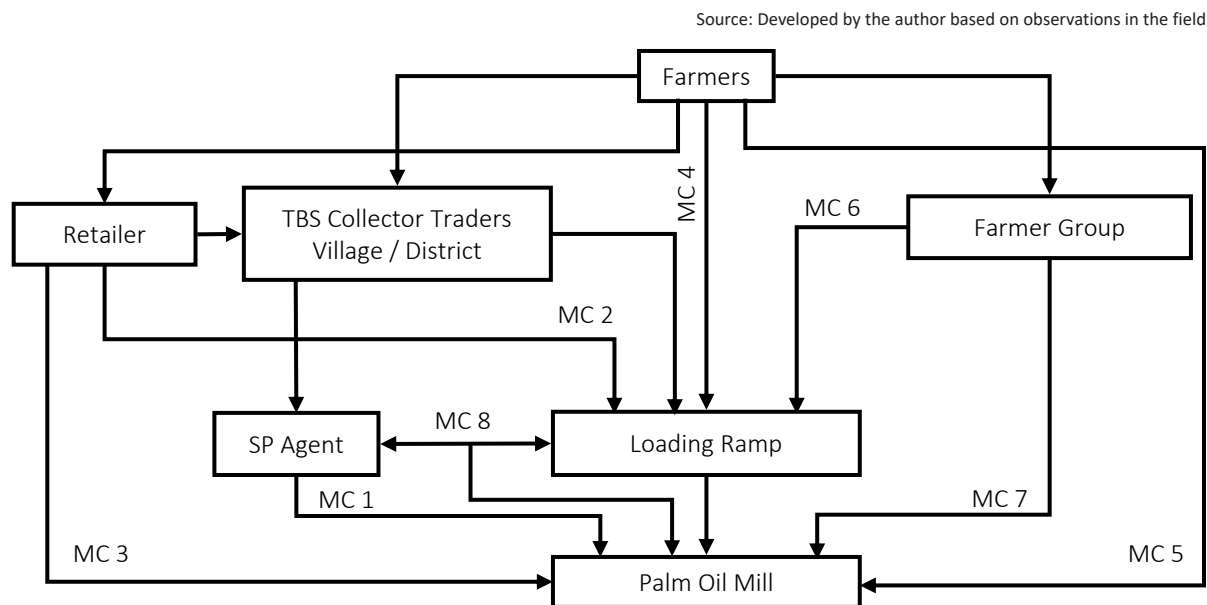 Source: Developed by the author based on observations in the field
Farmers
MC 4
Retailer
TBS Collector Traders
Village / District
MC 6
Farmer Group
MC 2
SP Agent
MC 8
Loading Ramp
MC 1
MC 7
MC 3
Palm Oil Mill
MC 5